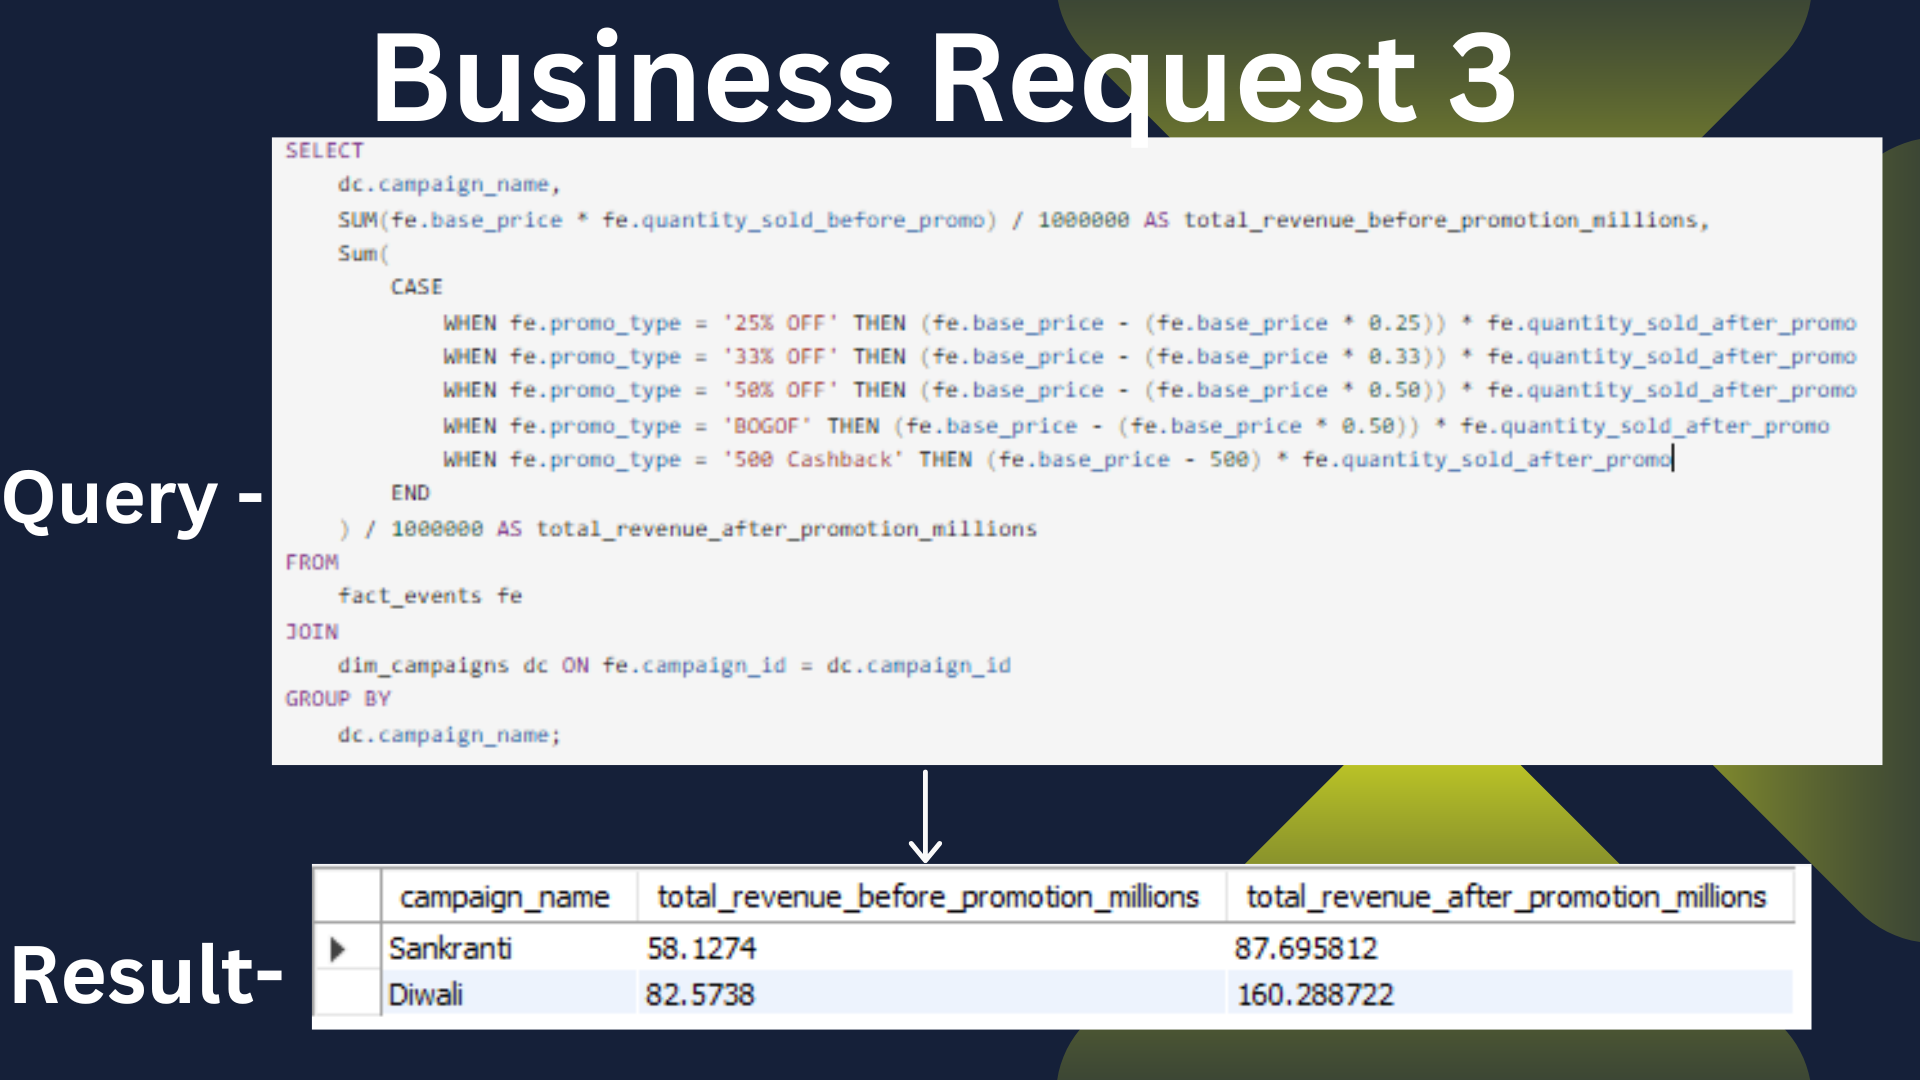 Business Request 3
SELECT
dc.campaign_name,
SUM(fe.base_price * fe.quantity_sold_before_promo) / 1000000 AS total_revenue_before_promotion_millions,
Sum(
CASE
WHEN fe.promo_type = '25% OFF' THEN (fe.base_price - (fe.base_price * 0.25)) * fe.quantity_sold_after_promo
WHEN fe.promo_type = '33% OFF' THEN (fe.base_price - (fe.base_price * 0.33)) * fe.quantity_sold_after_promo
WHEN fe.promo_type = '50% OFF' THEN (fe.base_price - (fe.base_price * 0.50)) * fe.quantity_sold_after_promo
WHEN fe.promo_type = 'BOGOF' THEN (fe.base_price - (fe.base_price * 0.50)) * fe.quantity_sold_after_promo
WHEN fe.promo_type = '500 Cashback' THEN (fe.base_price - 500) * fe.quantity_sold_after_promo
END
) / 1000000 AS total_revenue_after_promotion_millions
FROM
fact_events fe
JOIN
dim_campaigns dc ON fe.campaign_id = dc.campaign_id
GROUP BY
dc.campaign_name;
Query -
campaign_name total_revenue_before_promotion_millions total_revenue_after_promotion_millions
Sankranti 58.1274 87.695812
Diwali 82.5738 160.288722
Result-